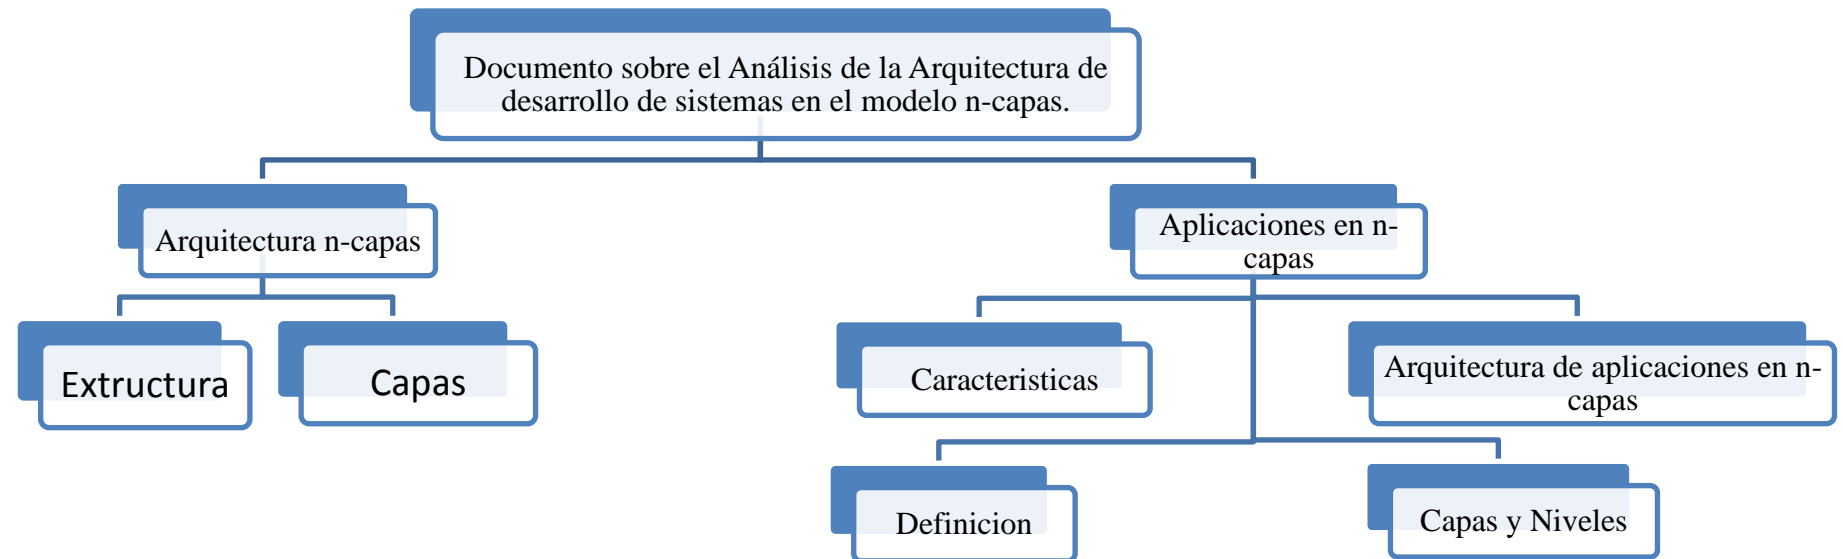 Documento sobre el Análisis de la Arquitectura de
desarrollo de sistemas en el modelo n-capas.
Arquitectura n-capas
Aplicaciones en n-
capas
Extructura
Capas
Caracteristicas
Arquitectura de aplicaciones en n-
capas
Definicion
Capas y Niveles